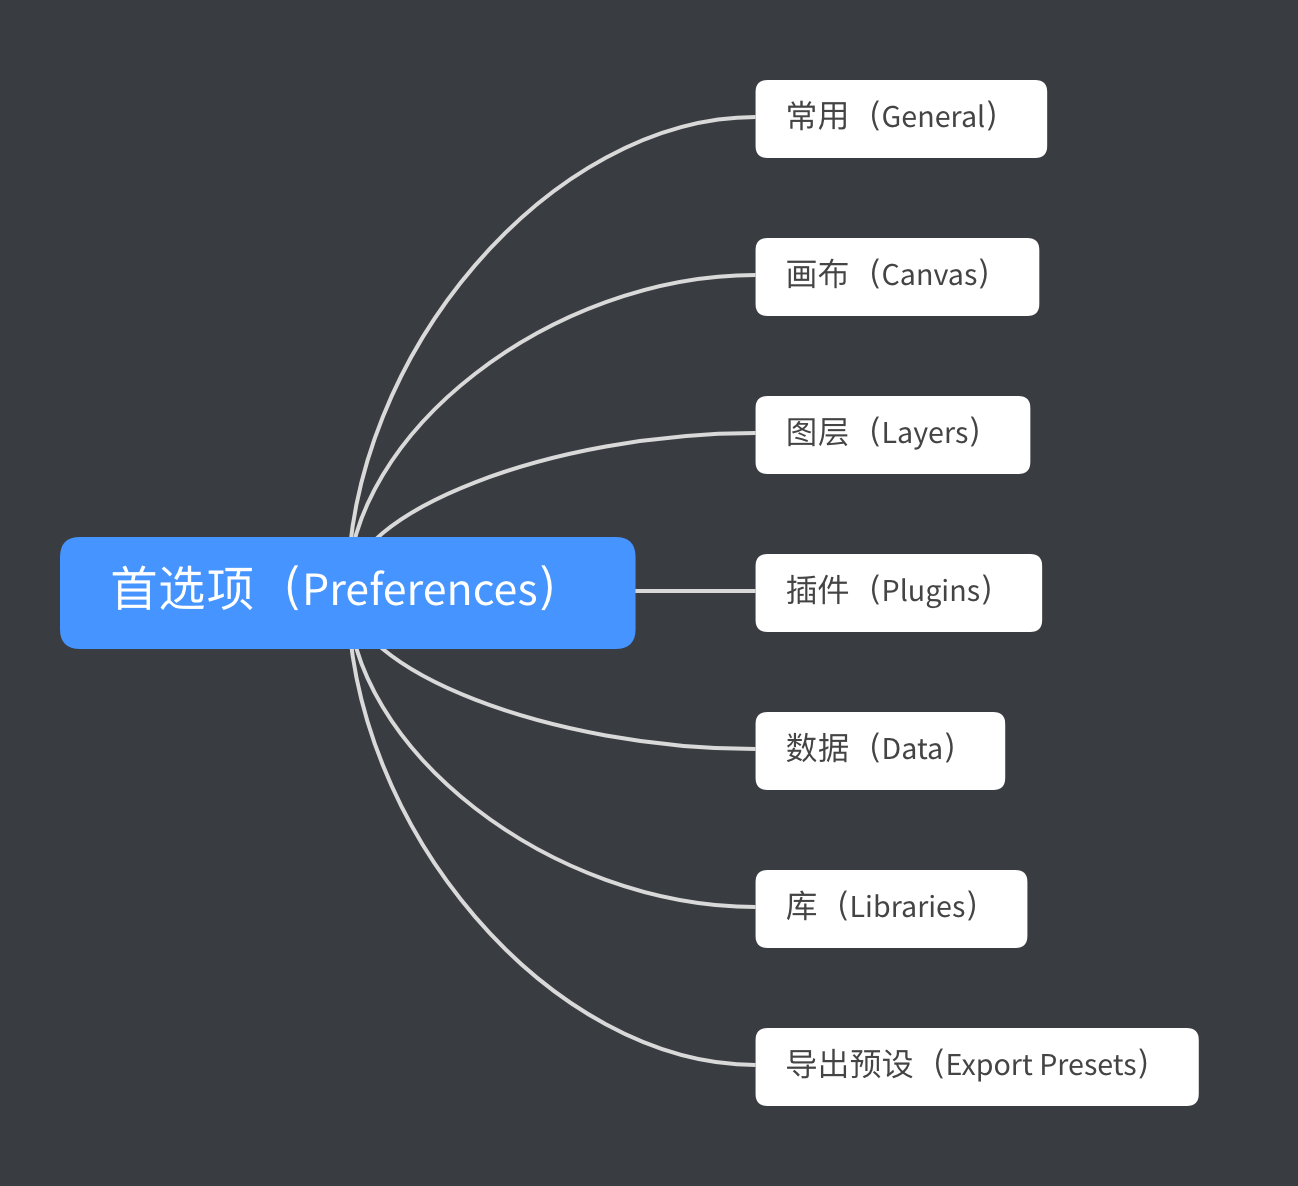 常用（General）
画布（Canvas）
图层（Layers）
首选项（Preferences）
插件（Plugins）
数据（Data）
库（Libraries）
导出预设（Export Presets）